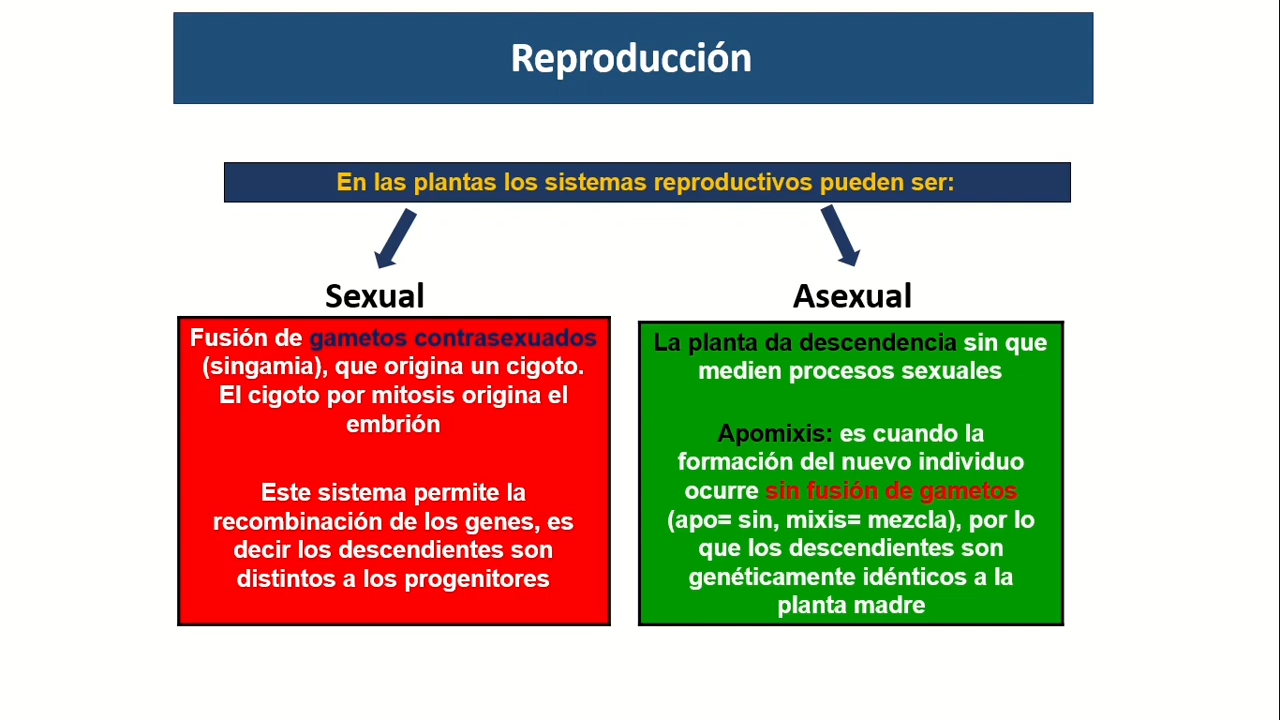 Reproducción
En las plantas los sistemas reproductivos pueden ser:
Sexual
Fusión de gametos contrasexuados
(singamia), que origina un cigoto.
El cigoto por mitosis origina el
embrión
Este sistema permite la
recombinación de los genes, es
decir los descendientes son
distintos a los progenitores
Asexual
La planta da descendencia sin que
medien procesos sexuales
Apomixis: es cuando la
formación del nuevo individuo
ocurre sin fusión de gametos
(apo= sin, mixis= mezcla), por lo
que los descendientes son
genéticamente idénticos a la
planta madre